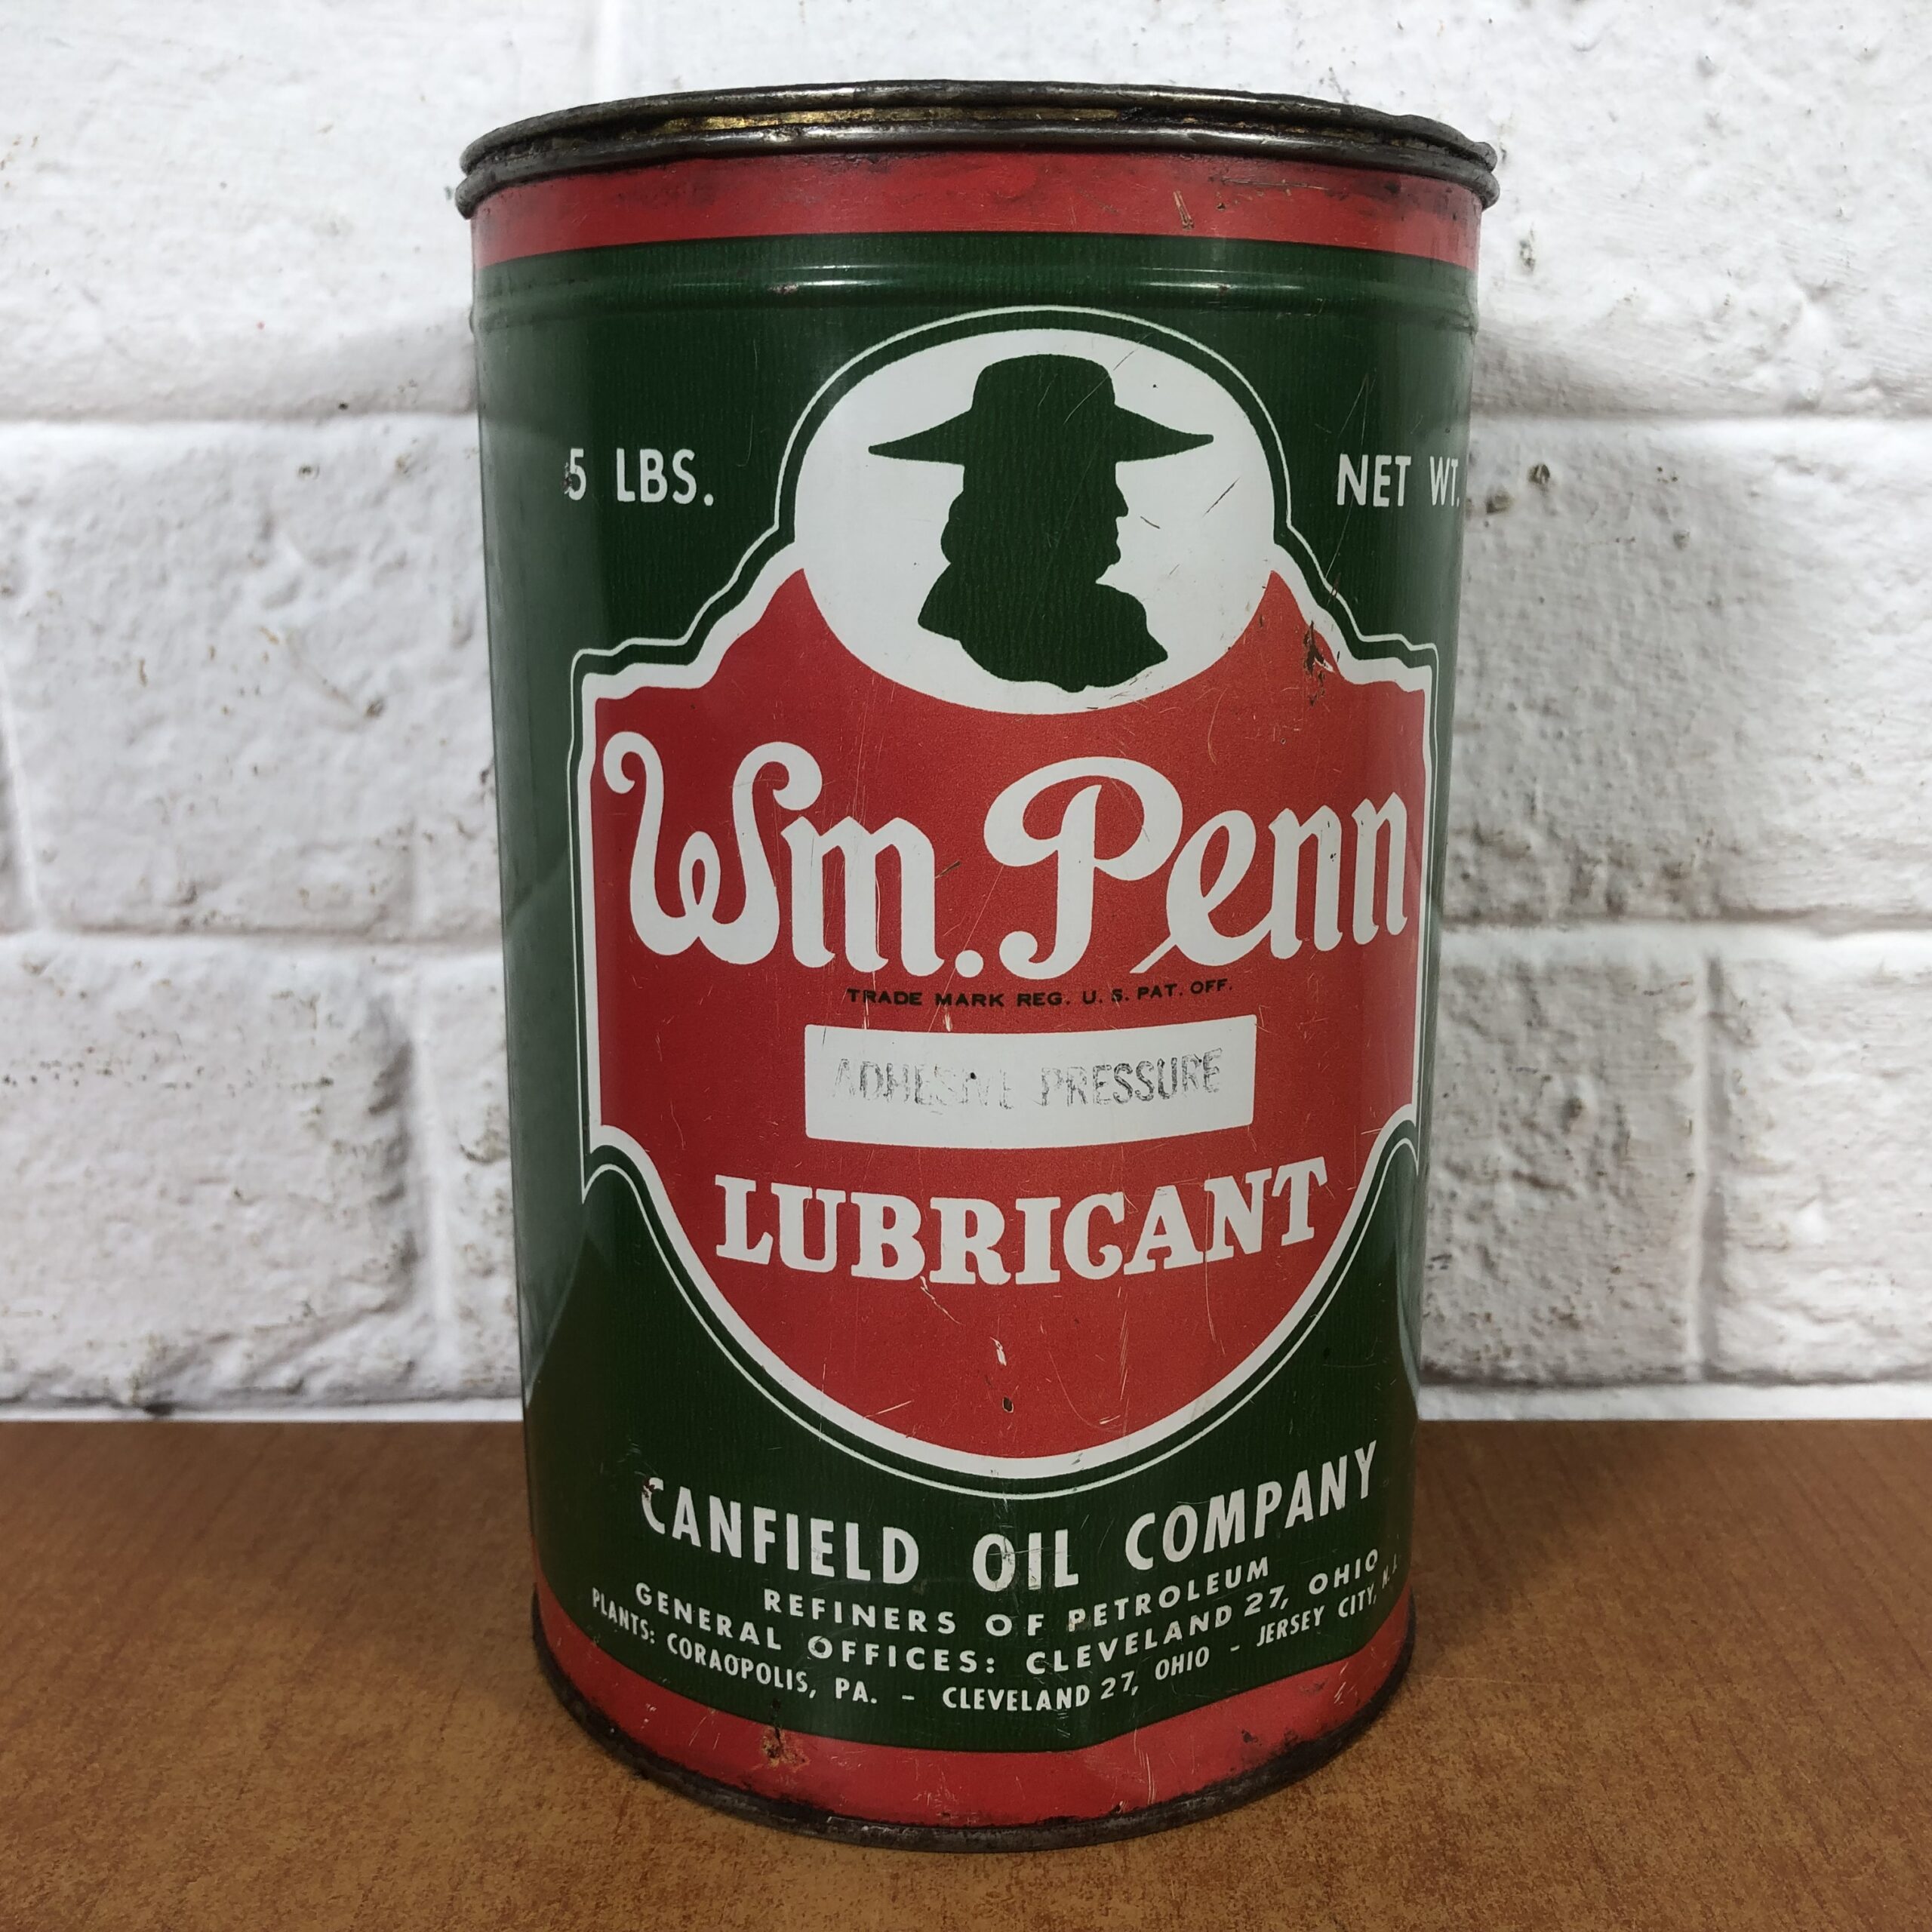 5 LBS. NET WT.
Wm. Penn
TRADE MARK REG. U. S. PAT. OFF.
ADHESIVE PRESSURE
LUBRICANT
CANFIELD OIL COMPANY
REFINERS OF PETROLEUM
GENERAL OFFICES: CLEVELAND 27, OHIO
PLANTS: CORAOPOLIS, PA. - CLEVELAND 27, OHIO - JERSEY CITY, N.J.